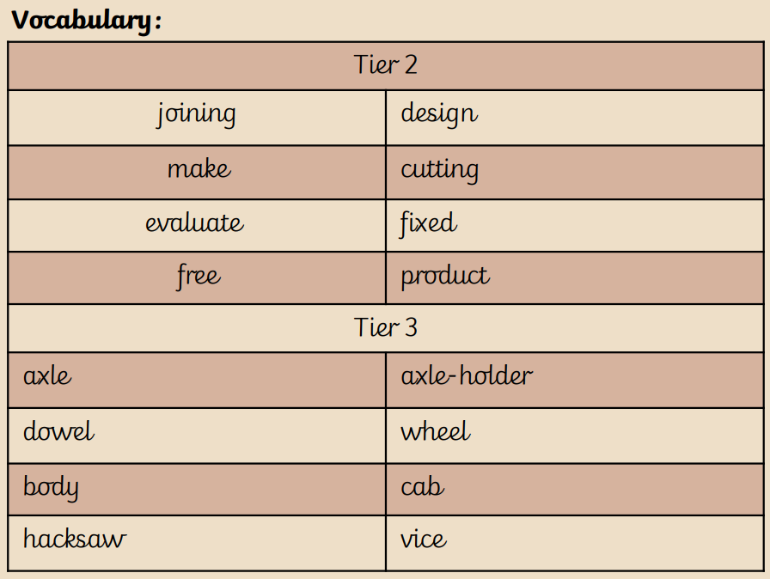 Vocabulary:
Tier 2
joining design
make cutting
evaluate fixed
free product
Tier 3
axle axle-holder
dowel wheel
body cab
hacksaw vice